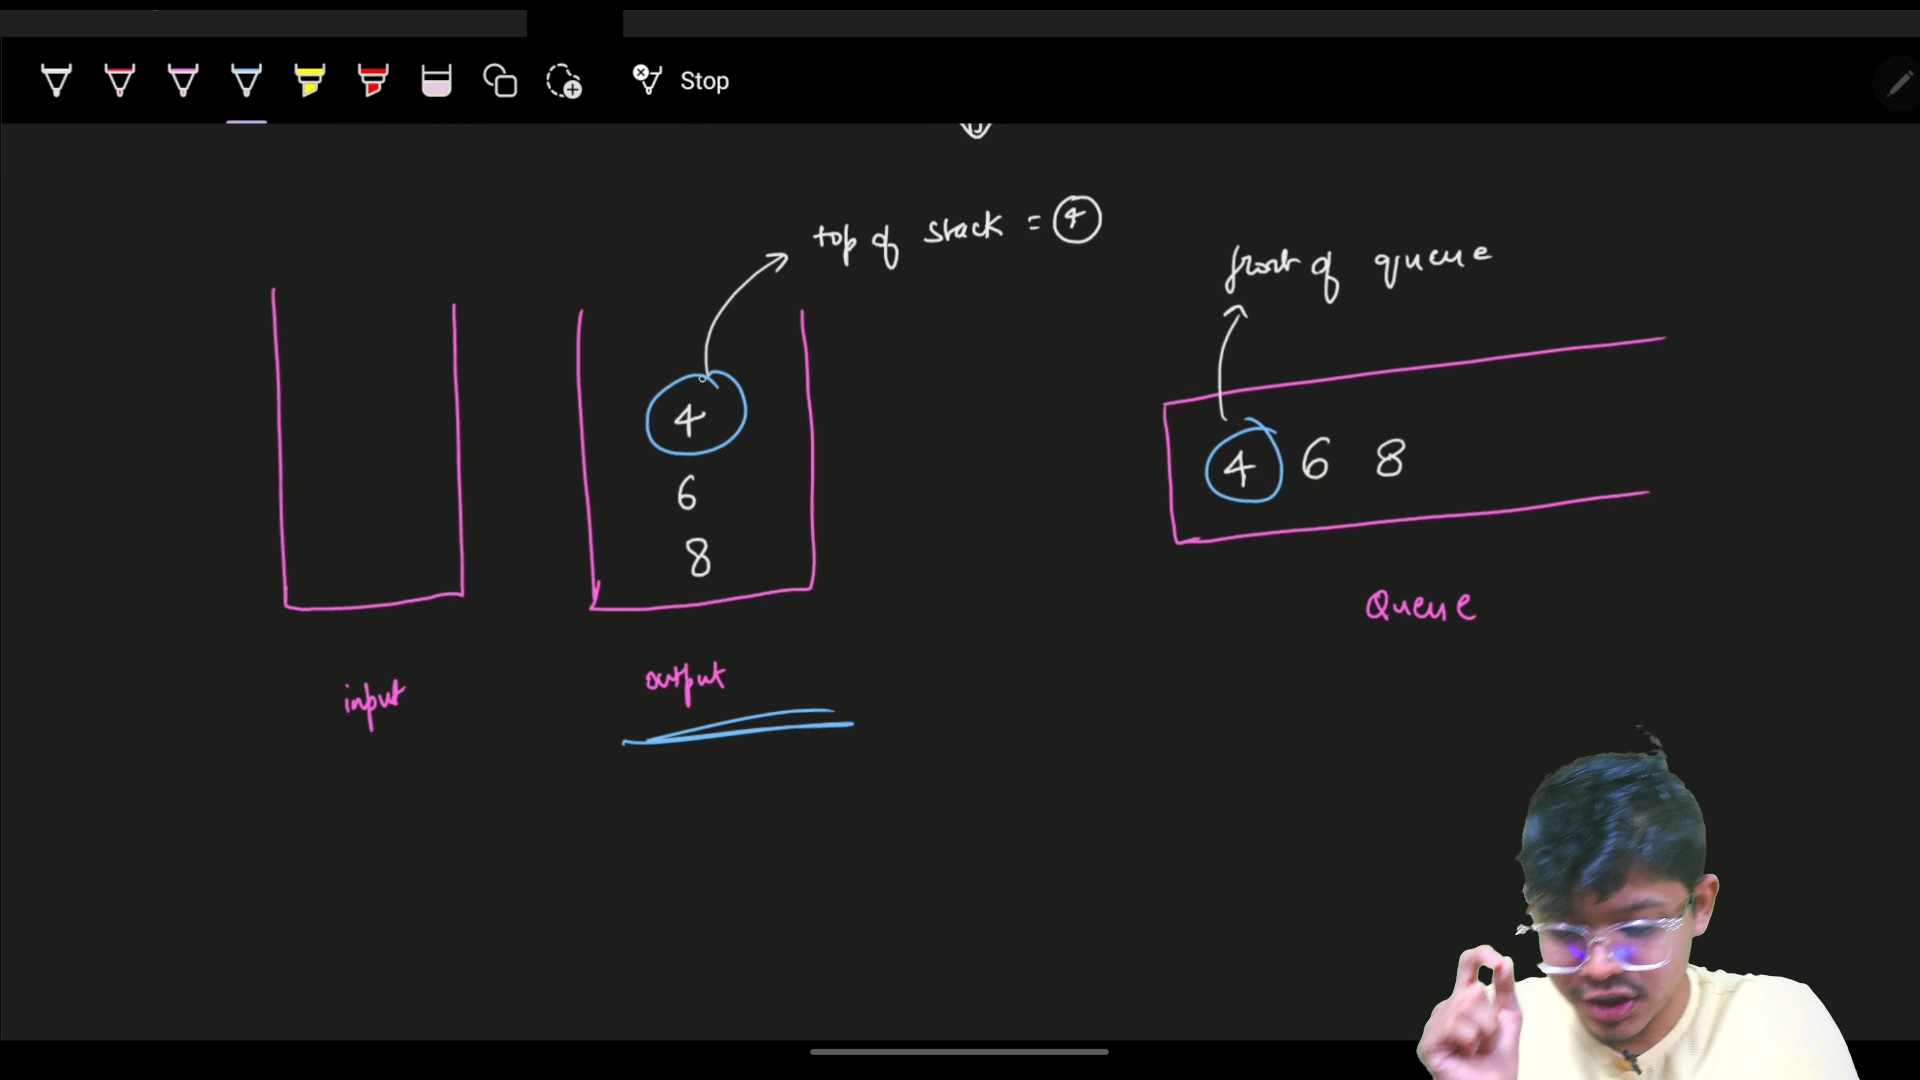 Stop
top of stack = 4
front of queue
4
6
8
4 6 8
Queue
input
output